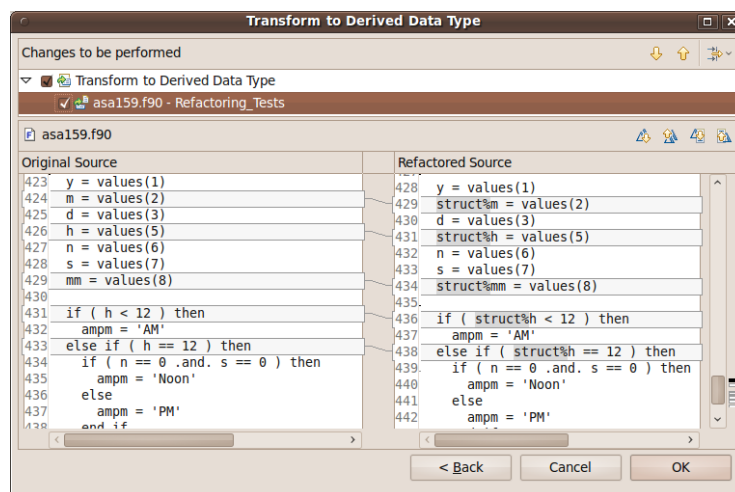 Transform to Derived Data Type
Changes to be performed
Transform to Derived Data Type
asa159.f90 - Refactoring_Tests
asa159.f90
Original Source
423 y = values(1)
424 m = values(2)
425 d = values(3)
426 h = values(5)
427 n = values(6)
428 s = values(7)
429 mm = values(8)
430
431 if ( h < 12 ) then
432 ampm = 'AM'
433 else if ( h == 12 ) then
434 if ( n == 0 .and. s == 0 ) then
435 ampm = 'Noon'
436 else
437 ampm = 'PM'
438 end if
Refactored Source
428 y = values(1)
429 struct%m = values(2)
430 d = values(3)
431 struct%h = values(5)
432 n = values(6)
433 s = values(7)
434 struct%mm = values(8)
435
436 if ( struct%h < 12 ) then
437 ampm = 'AM'
438 else if ( struct%h == 12 ) then
439 if ( n == 0 .and. s == 0 ) then
440 ampm = 'Noon'
441 else
442 ampm = 'PM'
< Back
Cancel
OK